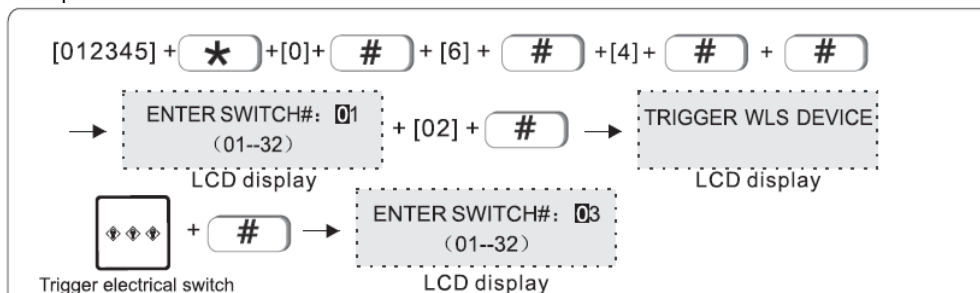 [012345] + * +[0]+ # + [6] + # +[4]+ # + #
ENTER SWITCH#: 01
(01--32)
LCD display
+ [02] + #
TRIGGER WLS DEVICE
LCD display
+ #
Trigger electrical switch
ENTER SWITCH#: 03
(01--32)
LCD display